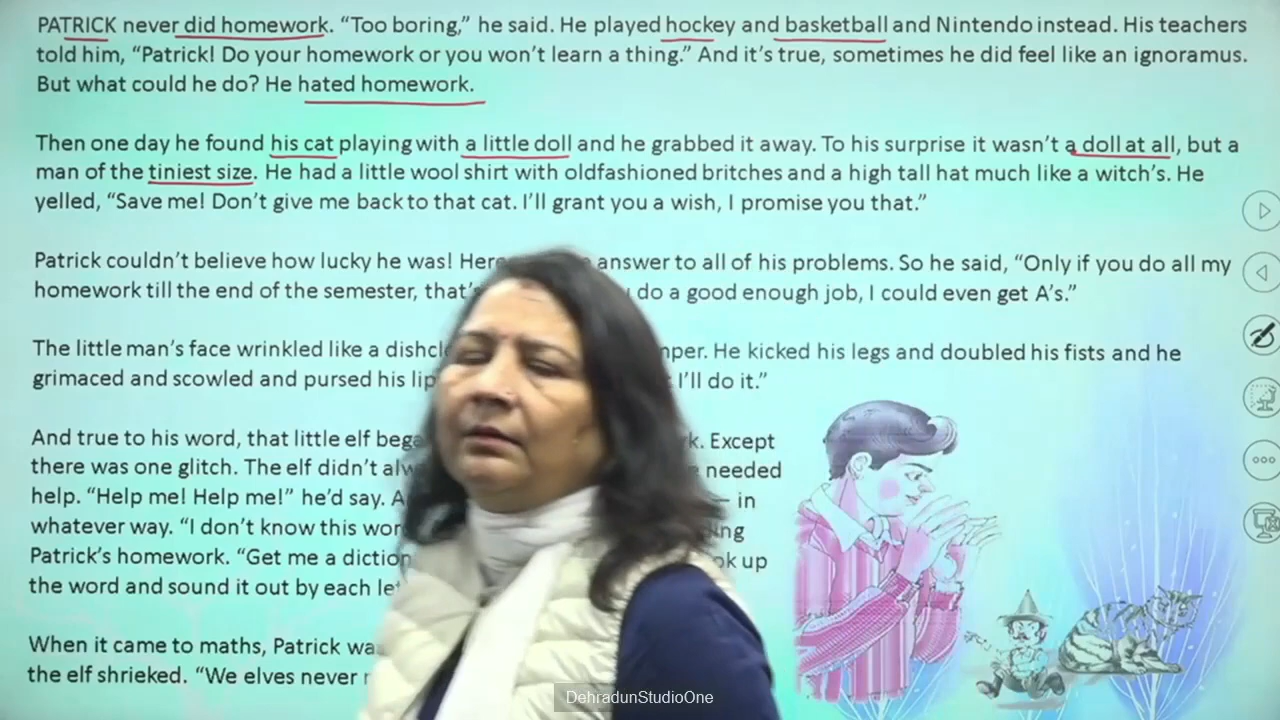 PATRICK never did homework. “Too boring,” he said. He played hockey and basketball and Nintendo instead. His teachers
told him, “Patrick! Do your homework or you won’t learn a thing.” And it’s true, sometimes he did feel like an ignoramus.
But what could he do? He hated homework.
Then one day he found his cat playing with a little doll and he grabbed it away. To his surprise it wasn’t a doll at all, but a
man of the tiniest size. He had a little wool shirt with oldfashioned britches and a high tall hat much like a witch’s. He
yelled, “Save me! Don’t give me back to that cat. I’ll grant you a wish, I promise you that.”
Patrick couldn’t believe how lucky he was! answer to all of his problems. So he said, “Only if you do all my
homework till the end of the semester, do a good enough job, I could even get A’s.”
The little man’s face wrinkled like a He kicked his legs and doubled his fists and he
grimaced and scowled and pursed his I’ll do it.”
And true to his word, that little elf Except
there was one glitch. The elf didn’t needed
help. “Help me! Help me!” he’d say. — in
whatever way. “I don’t know this
Patrick’s homework. “Get me a up
the word and sound it out by each
When it came to maths, Patrick
the elf shrieked. “We elves never
DehradunStudioOne